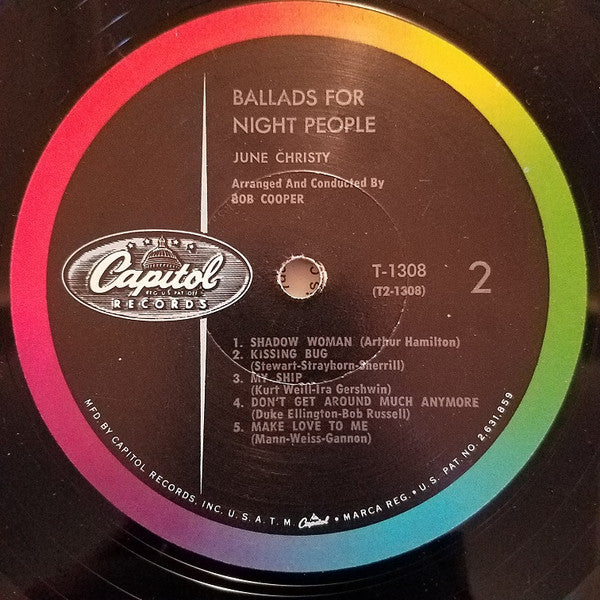 BALLADS FOR
NIGHT PEOPLE
JUNE CHRISTY
Arranged And Conducted By
BOB COOPER
Capitol
REG. U.S. PAT. OFF.
RECORDS
T-1308
(T2-1308)
2
1. SHADOW WOMAN (Arthur Hamilton)
2. KISSING BUG
(Stewart-Strayhorn-Sherrill)
3. MY SHIP
(Kurt Weill-Ira Gershwin)
4. DON'T GET AROUND MUCH ANYMORE
(Duke Ellington-Bob Russell)
5. MAKE LOVE TO ME
(Mann-Weiss-Gannon)
MFD BY CAPITOL RECORDS, INC. U.S.A. T.M. Capitol • MARCA REG. • U.S. PAT. NO. 2,631,859